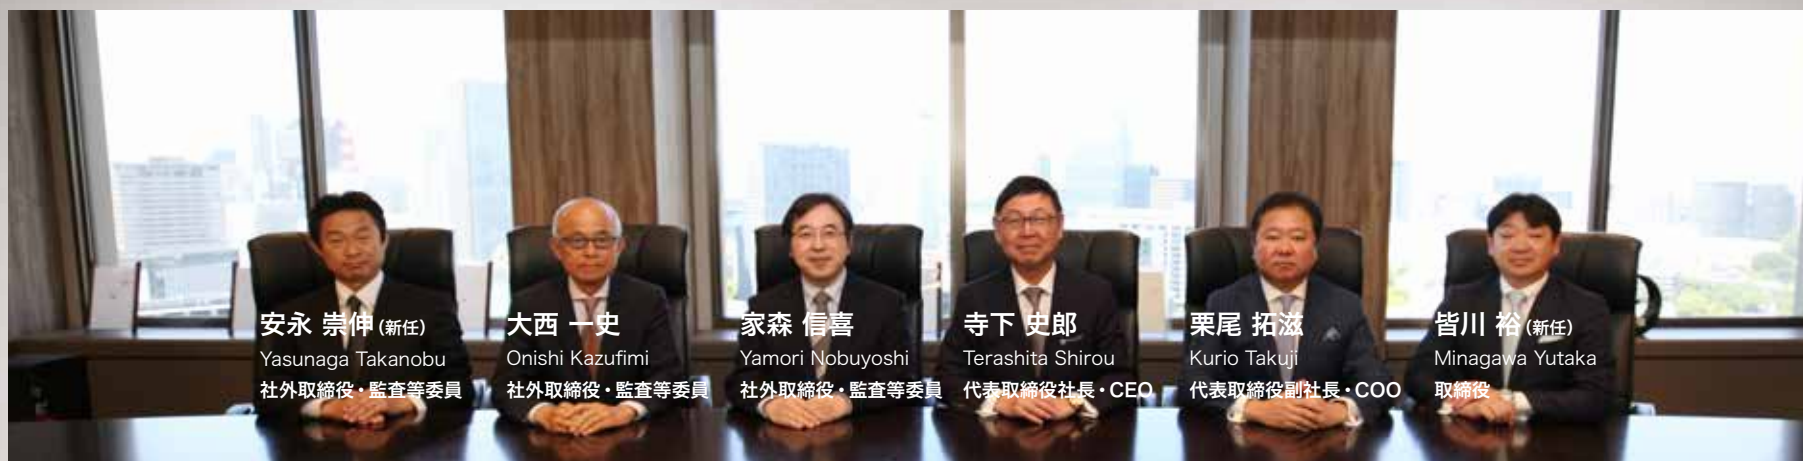 安永 崇伸 (新任)
Yasunaga Takanobu
社外取締役・監査等委員
大西 一史
Onishi Kazufimi
社外取締役・監査等委員
家森 信喜
Yamori Nobuyoshi
社外取締役・監査等委員
寺下 史郎
Terashita Shirou
代表取締役社長・CEO
栗尾 拓滋
Kurio Takuji
代表取締役副社長・COO
皆川 裕 (新任)
Minagawa Yutaka
取締役